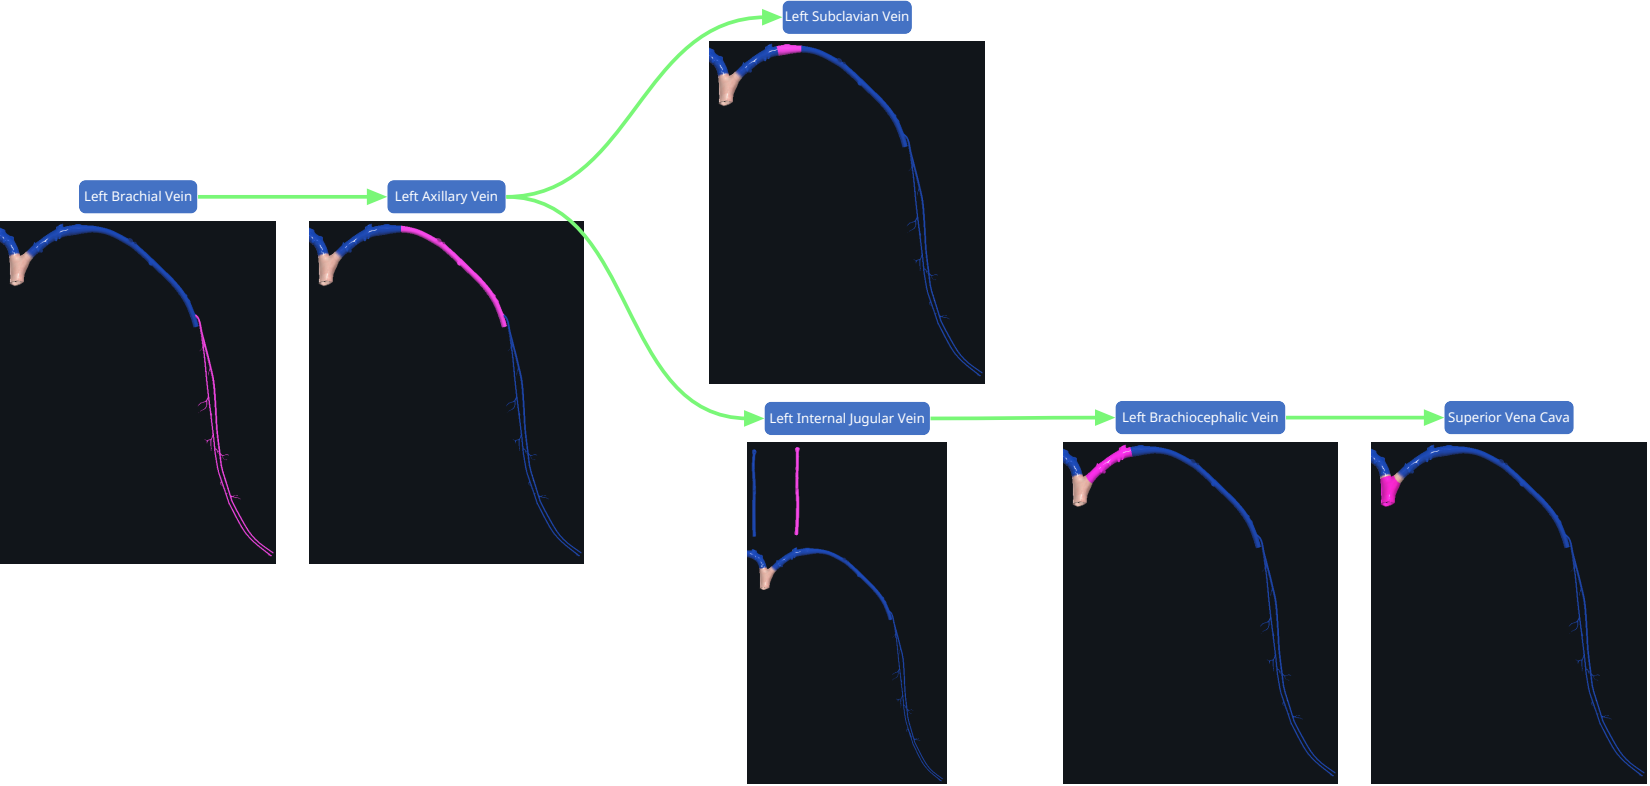 Left Subclavian Vein
Left Brachial Vein
Left Axillary Vein
Left Internal Jugular Vein
Left Brachiocephalic Vein
Superior Vena Cava